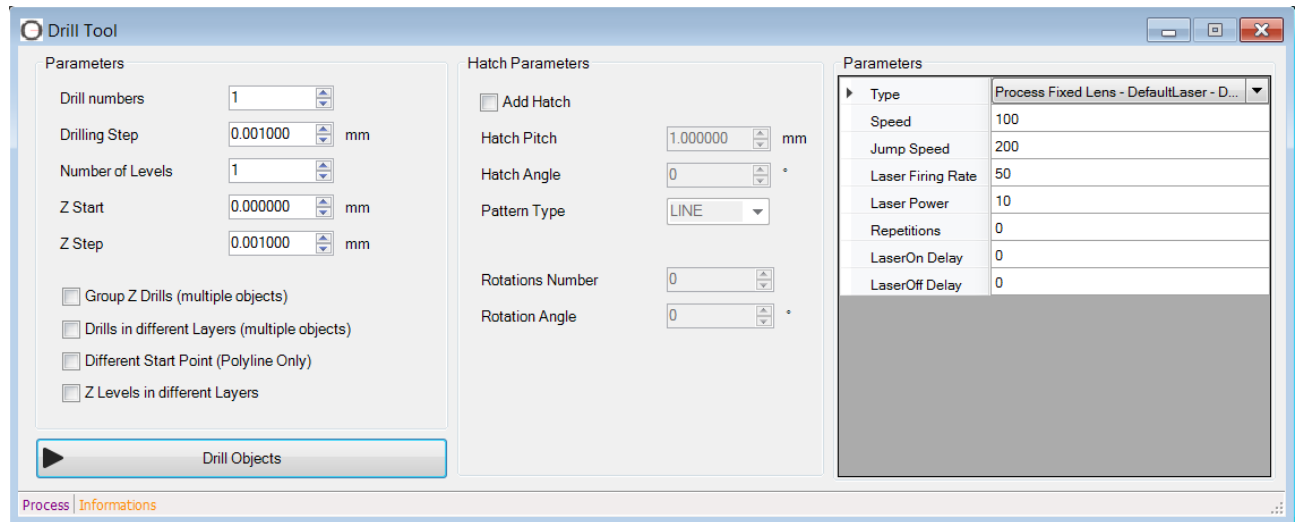 Drill Tool
Parameters
Drill numbers 1
Drilling Step 0.001000 mm
Number of Levels 1
Z Start 0.000000 mm
Z Step 0.001000 mm
Group Z Drills (multiple objects)
Drills in different Layers (multiple objects)
Different Start Point (Polyline Only)
Z Levels in different Layers
Drill Objects
Hatch Parameters
Add Hatch
Hatch Pitch 1.000000 mm
Hatch Angle 0 °
Pattern Type LINE
Rotations Number 0
Rotation Angle 0 °
Parameters
Type Process Fixed Lens - DefaultLaser - D...
Speed 100
Jump Speed 200
Laser Firing Rate 50
Laser Power 10
Repetitions 0
LaserOn Delay 0
LaserOff Delay 0
Process Informations